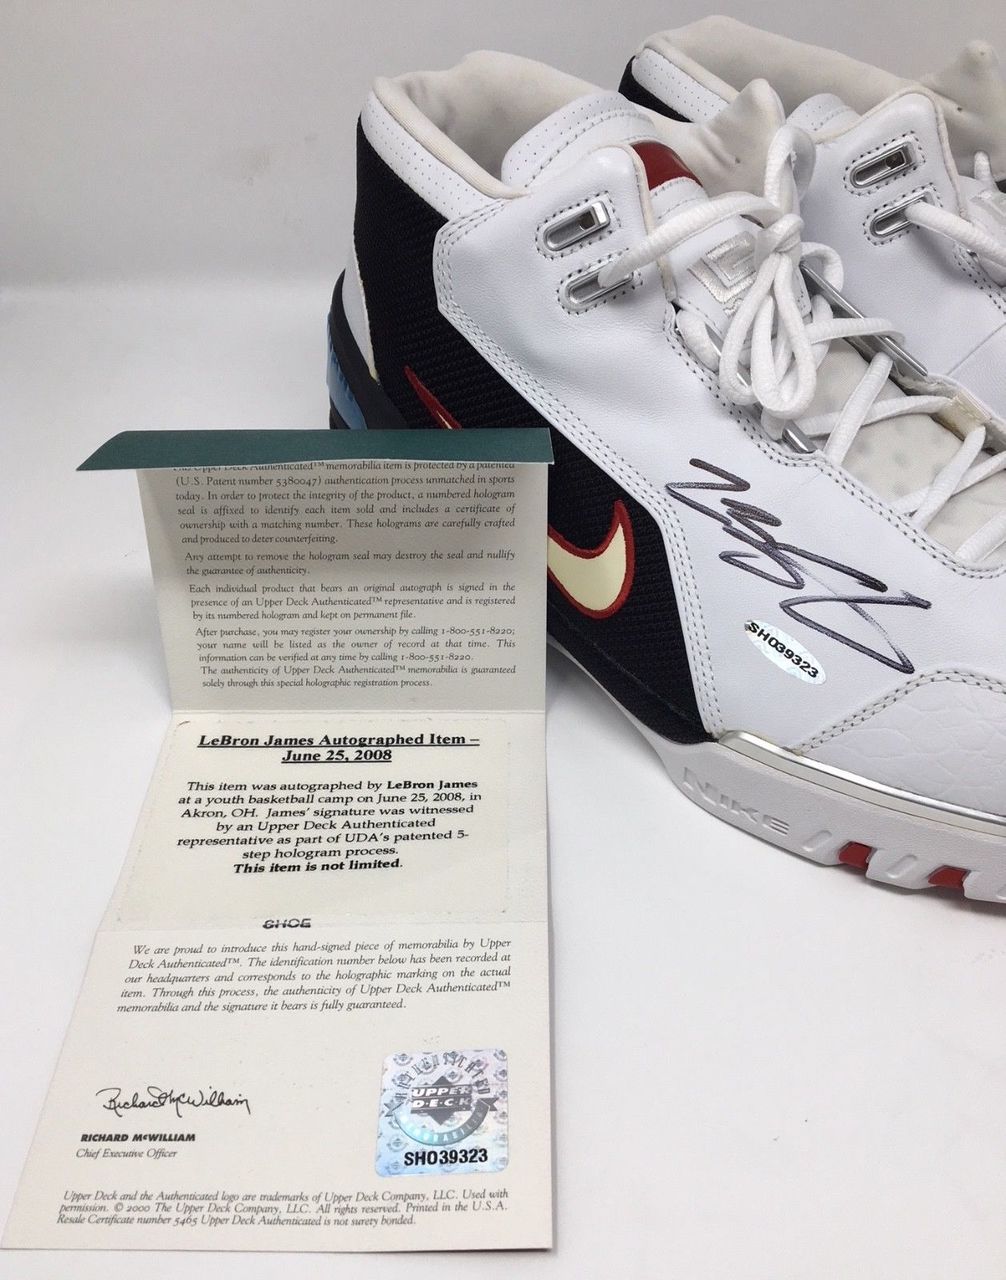 This Upper Deck Authenticated™ memorabilia item is protected by a patented
(U.S. Patent number 5380047) authentication process unmatched in sports
today. In order to protect the integrity of the product, a numbered hologram
seal is affixed to identify each item sold and includes a certificate of
ownership with a matching number. These holograms are carefully crafted
and produced to deter counterfeiting.
Any attempt to remove the hologram seal may destroy the seal and nullify
the guarantee of authenticity.
Each individual product that bears an original autograph is signed in the
presence of an Upper Deck Authenticated™ representative and is registered
by its numbered hologram and kept on permanent file.
After purchase, you may register your ownership by calling 1-800-551-8220;
your name will be listed as the owner of record at that time. This
information can be verified at any time by calling 1-800-551-8220.
The authenticity of Upper Deck Authenticated™ memorabilia is guaranteed
solely through this special holographic registration process.
LeBron James Autographed Item –
June 25, 2008
This item was autographed by LeBron James
at a youth basketball camp on June 25, 2008, in
Akron, OH. James' signature was witnessed
by an Upper Deck Authenticated
representative as part of UDA's patented 5-
step hologram process.
This item is not limited.
SHOE
We are proud to introduce this hand-signed piece of memorabilia by Upper
Deck Authenticated™. The identification number below has been recorded at
our headquarters and corresponds to the holographic marking on the actual
item. Through this process, the authenticity of Upper Deck Authenticated™
memorabilia and the signature it bears is fully guaranteed.
Richard McWilliam
RICHARD McWILLIAM
Chief Executive Officer
AUTHENTICATED
UPPER
D·E·C·K
MEMORABILIA
SH039323
Upper Deck and the Authenticated logo are trademarks of Upper Deck Company, LLC. Used with
permission. © 2000 The Upper Deck Company, LLC. All rights reserved. Printed in the U.S.A.
Resale Certificate number 5465 Upper Deck Authenticated is not surety bonded.
SH039323
NIKE